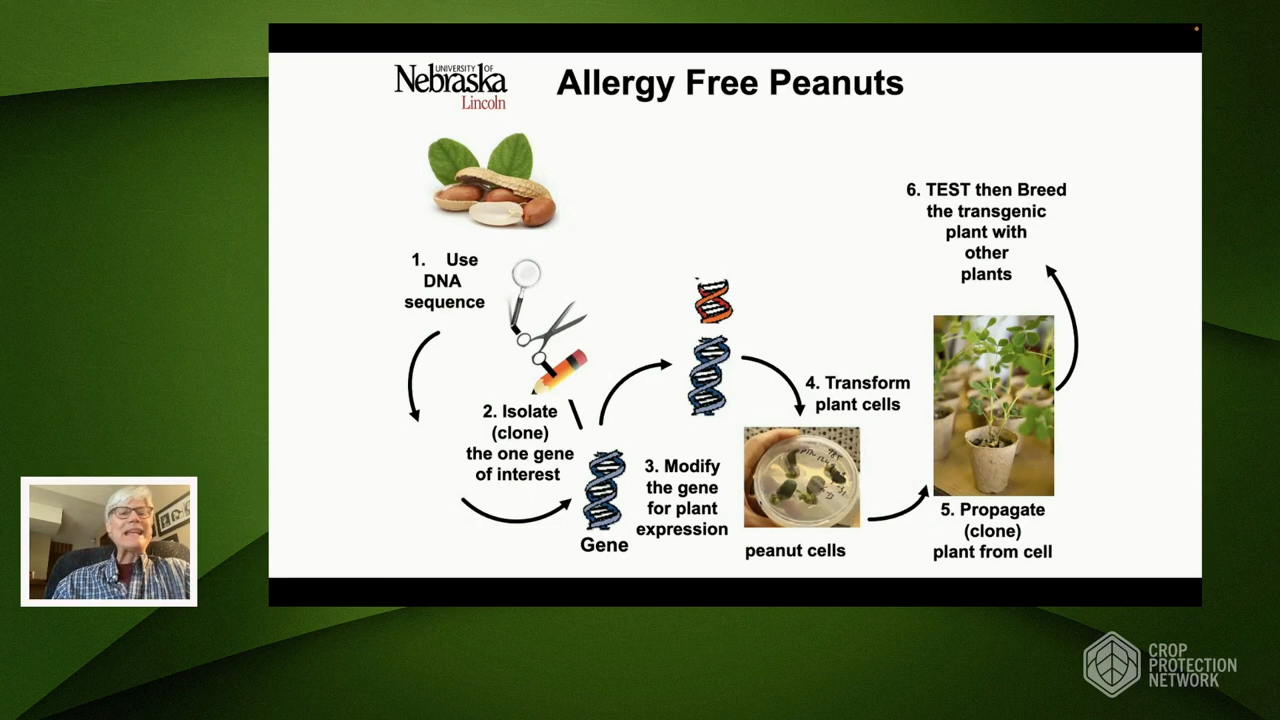 UNIVERSITY OF
Nebraska
Lincoln
Allergy Free Peanuts
1. Use
DNA
sequence
2. Isolate
(clone)
the one gene
of interest
Gene
3. Modify
the gene
for plant
expression
4. Transform
plant cells
peanut cells
5. Propagate
(clone)
plant from cell
6. TEST then Breed
the transgenic
plant with
other
plants
CROP
PROTECTION
NETWORK